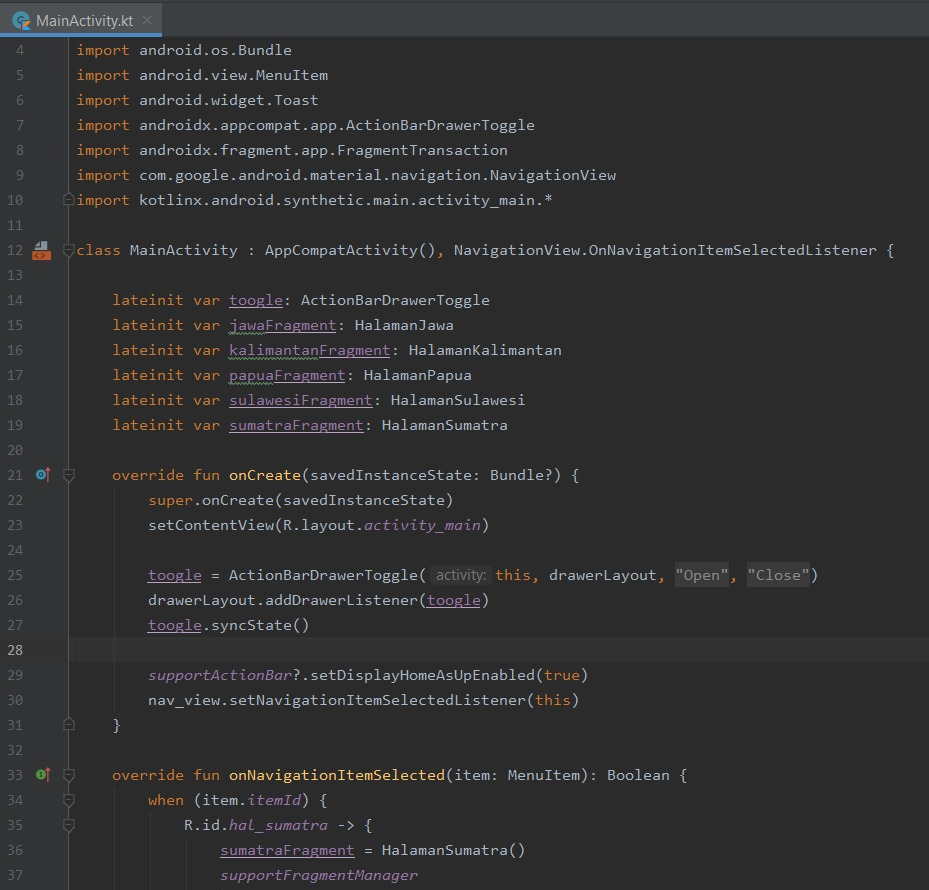 MainActivity.kt
4 import android.os.Bundle
5 import android.view.MenuItem
6 import android.widget.Toast
7 import androidx.appcompat.app.ActionBarDrawerToggle
8 import androidx.fragment.app.FragmentTransaction
9 import com.google.android.material.navigation.NavigationView
10 import kotlinx.android.synthetic.main.activity_main.*
11
12 class MainActivity : AppCompatActivity(), NavigationView.OnNavigationItemSelectedListener {
13
14 lateinit var toogle: ActionBarDrawerToggle
15 lateinit var jawaFragment: HalamanJawa
16 lateinit var kalimantanFragment: HalamanKalimantan
17 lateinit var papuaFragment: HalamanPapua
18 lateinit var sulawesiFragment: HalamanSulawesi
19 lateinit var sumatraFragment: HalamanSumatra
20
21 override fun onCreate(savedInstanceState: Bundle?) {
22 super.onCreate(savedInstanceState)
23 setContentView(R.layout.activity_main)
24
25 toogle = ActionBarDrawerToggle( activity: this, drawerLayout, "Open", "Close")
26 drawerLayout.addDrawerListener(toogle)
27 toogle.syncState()
28
29 supportActionBar?.setDisplayHomeAsUpEnabled(true)
30 nav_view.setNavigationItemSelectedListener(this)
31 }
32
33 override fun onNavigationItemSelected(item: MenuItem): Boolean {
34 when (item.itemId) {
35 R.id.hal_sumatra -> {
36 sumatraFragment = HalamanSumatra()
37 supportFragmentManager